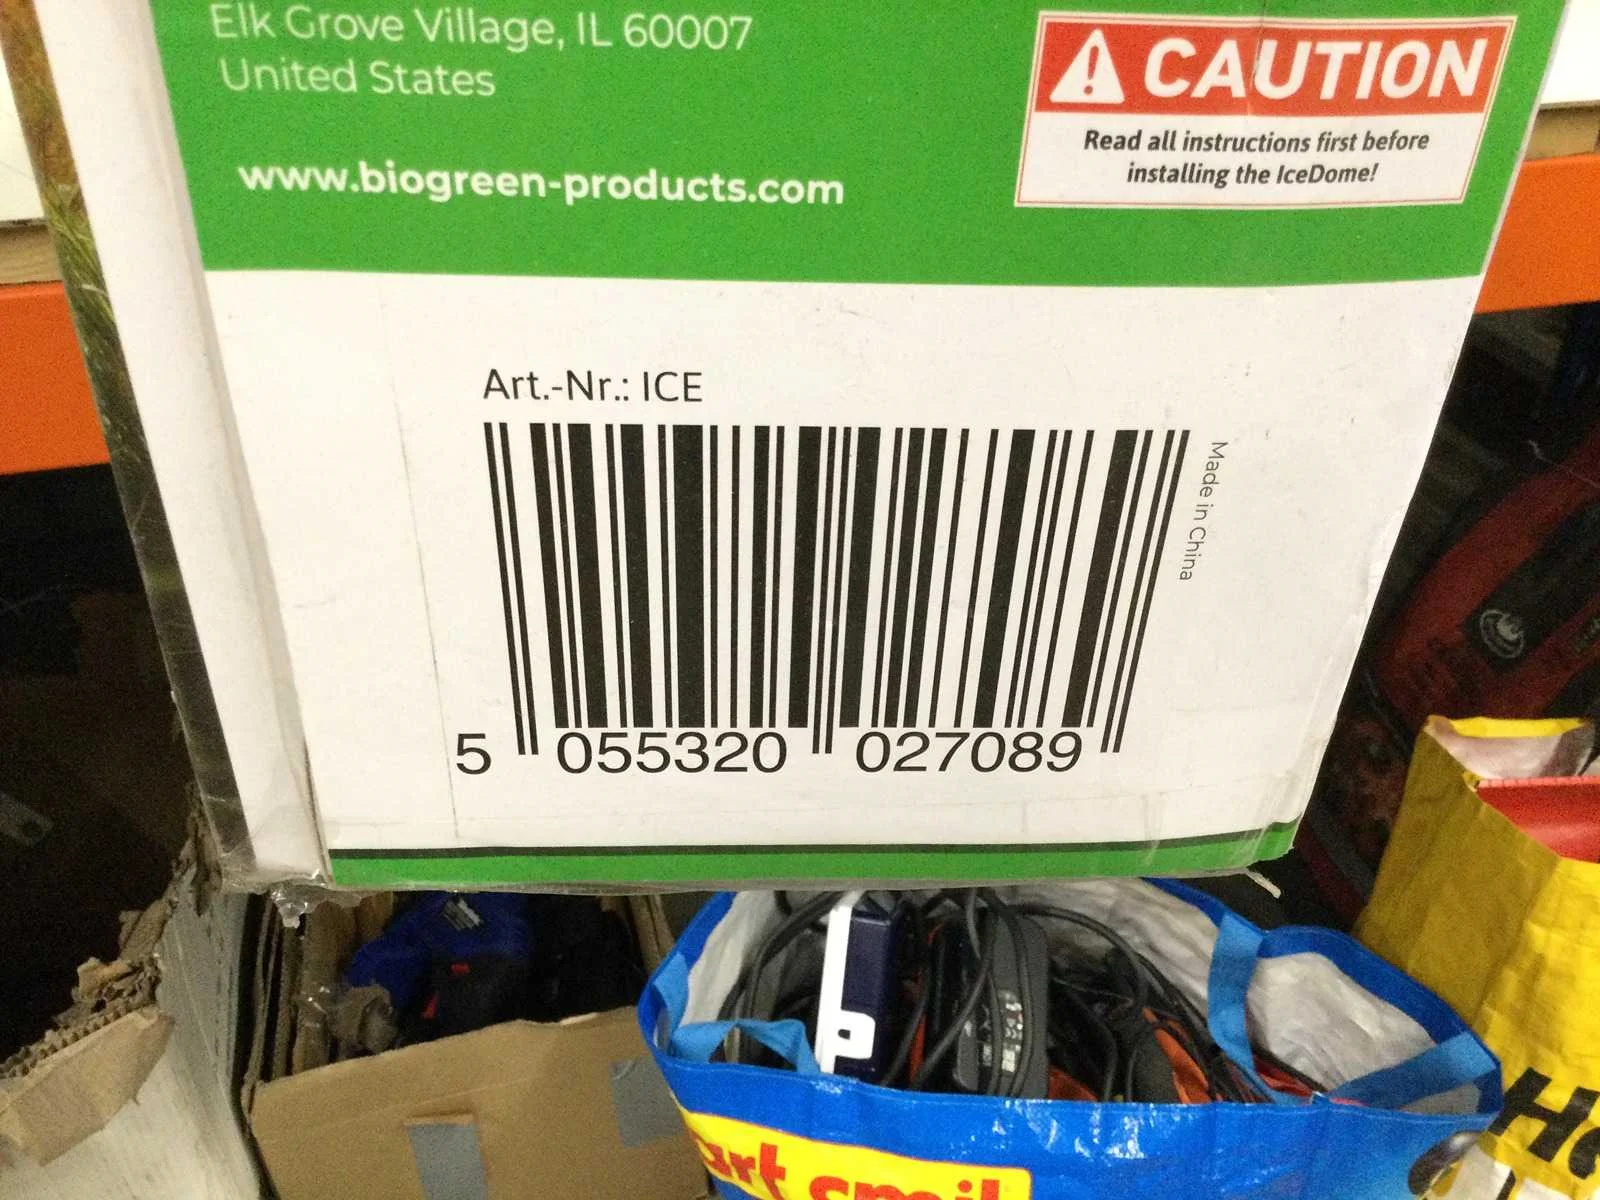 Elk Grove Village, IL 60007
United States
www.biogreen-products.com
CAUTION
Read all instructions first before
installing the IceDome!
Art.-Nr.: ICE
Made in China
5 055320 027089